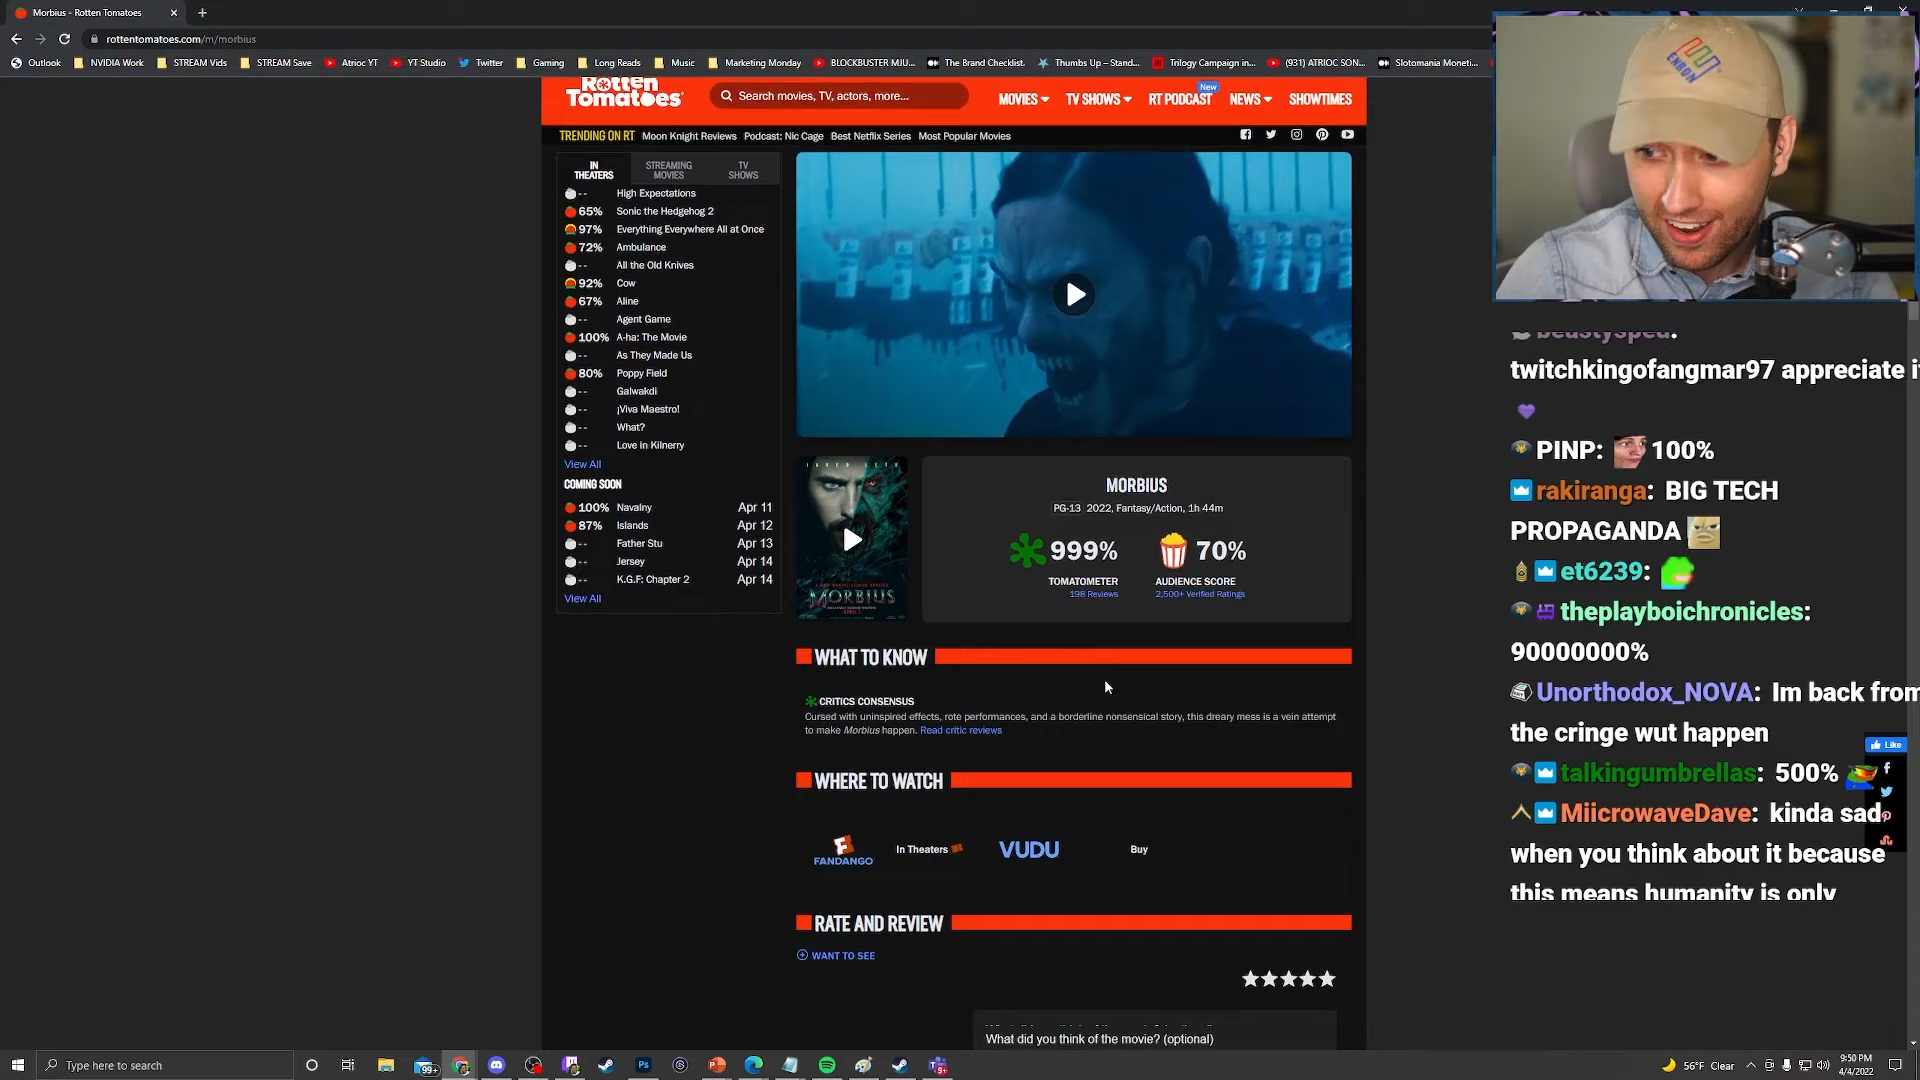 Morbius - Rotten Tomatoes
rottentomatoes.com/m/morbius
Outlook NVIDIA Work STREAM Vids STREAM Save Atrioc YT YT Studio Twitter Gaming Long Reads Music Marketing Monday BLOCKBUSTER MJU... The Brand Checklist. Thumbs Up – Stand... Trilogy Campaign in... (931) ATRIOC SON... Slotomania Moneti...
Rotten
Tomatoes
Search movies, TV, actors, more...
MOVIES TV SHOWS RT PODCAST New NEWS SHOWTIMES
TRENDING ON RT Moon Knight Reviews Podcast: Nic Cage Best Netflix Series Most Popular Movies
IN THEATERS STREAMING MOVIES TV SHOWS
-- High Expectations
65% Sonic the Hedgehog 2
97% Everything Everywhere All at Once
72% Ambulance
-- All the Old Knives
92% Cow
67% Aline
-- Agent Game
100% A-ha: The Movie
-- As They Made Us
80% Poppy Field
-- Galwakdi
-- ¡Viva Maestro!
-- What?
-- Love in Kilnerry
View All
COMING SOON
100% Navalny Apr 11
87% Islands Apr 12
-- Father Stu Apr 13
-- Jersey Apr 14
-- K.G.F: Chapter 2 Apr 14
View All
JARED LETO
MORBIUS
MORBIUS
PG-13 2022, Fantasy/Action, 1h 44m
999% 70%
TOMATOMETER AUDIENCE SCORE
198 Reviews 2,500+ Verified Ratings
WHAT TO KNOW
CRITICS CONSENSUS
Cursed with uninspired effects, rote performances, and a borderline nonsensical story, this dreary mess is a vein attempt
to make Morbius happen. Read critic reviews
WHERE TO WATCH
FANDANGO In Theaters VUDU Buy
RATE AND REVIEW
WANT TO SEE
What did you think of the movie? (optional)
ENRON
beastysped:
twitchkingofangmar97 appreciate it
PINP: 100%
rakiranga: BIG TECH
PROPAGANDA
et6239:
theplayboichronicles:
90000000%
Unorthodox_NOVA: Im back from
the cringe wut happen
Like
talkingumbrellas: 500%
MiicrowaveDave: kinda sad
when you think about it because
this means humanity is only
Type here to search
99+
9+
56°F Clear
9:50 PM
4/4/2022